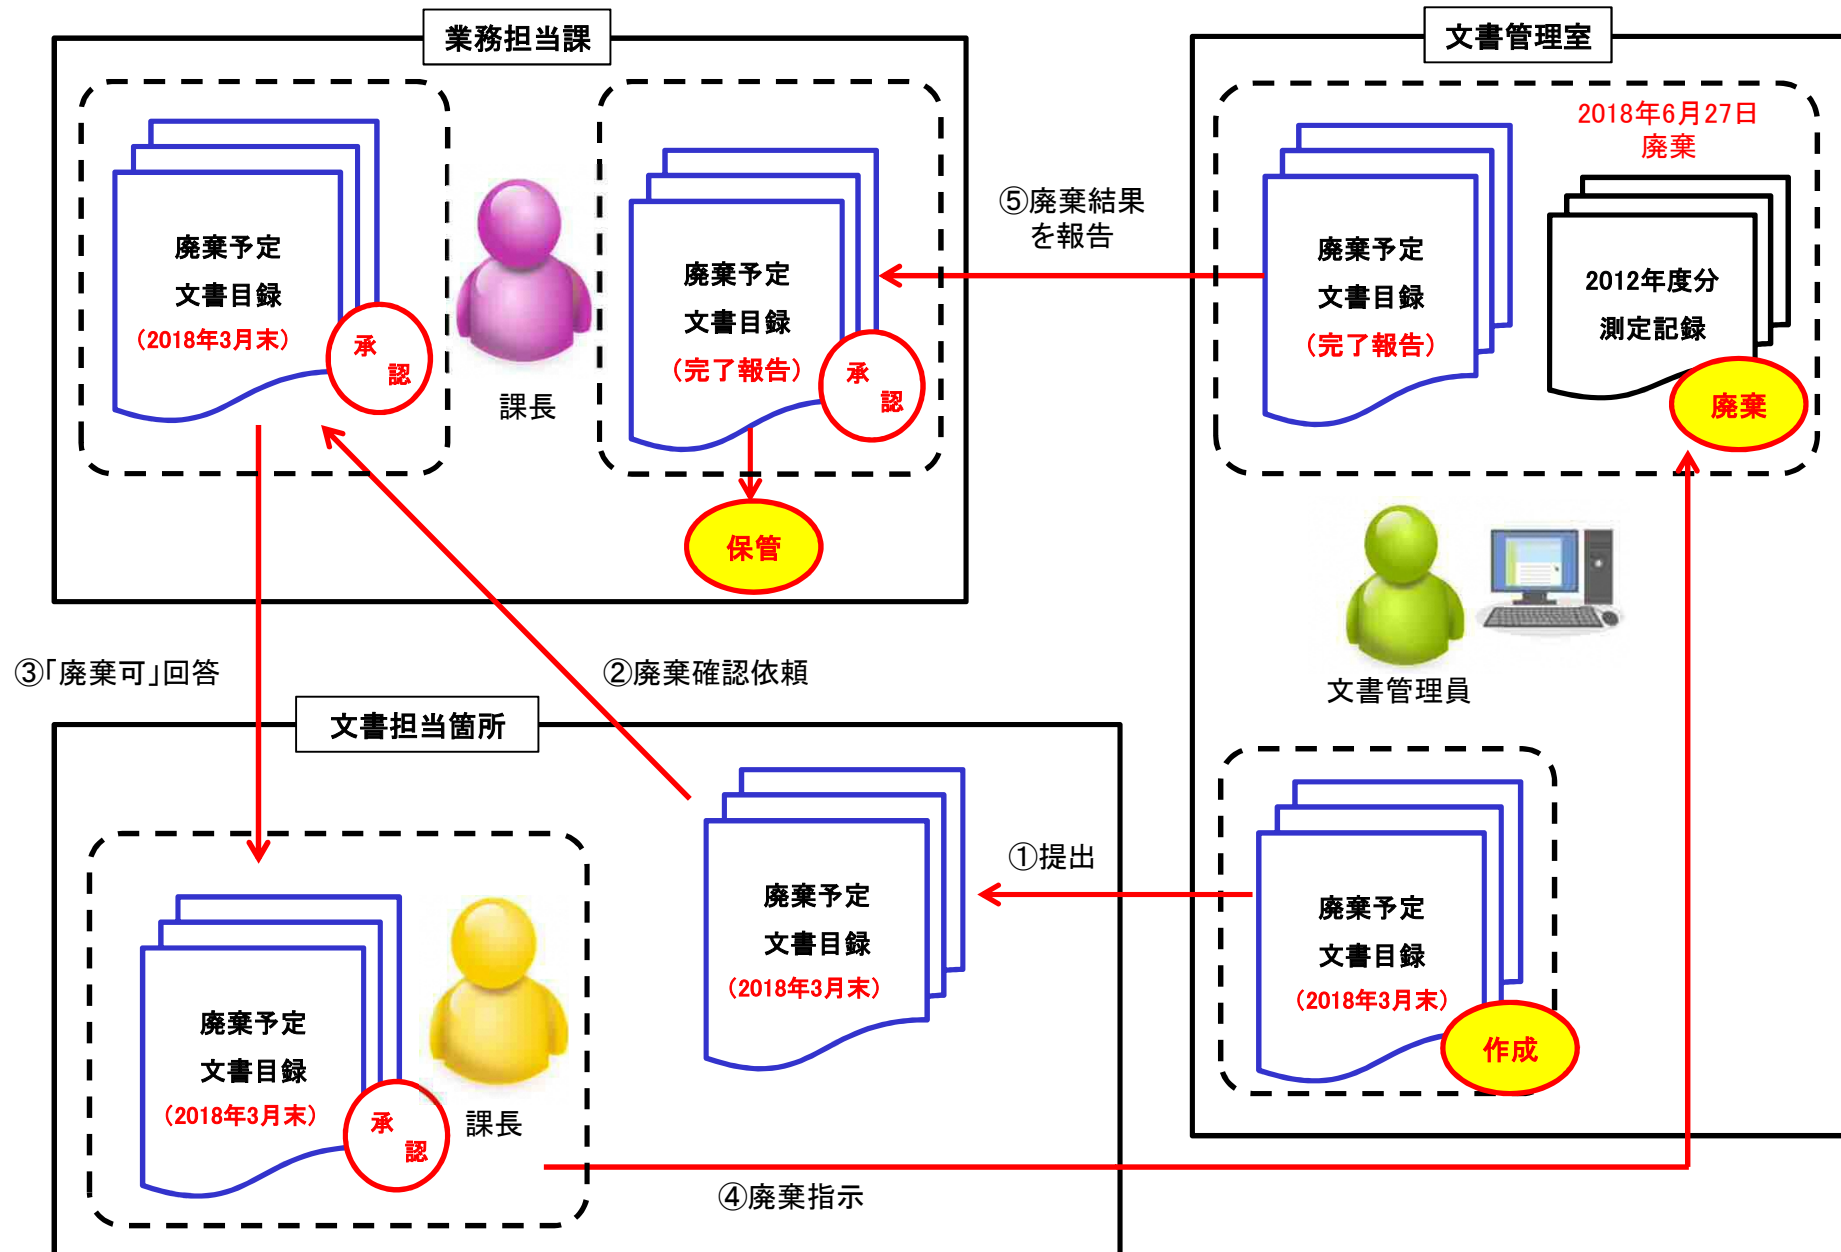 業務担当課
廃棄予定
文書目録
(2018年3月末)
承
認
課長
廃棄予定
文書目録
(完了報告)
承
認
保管
⑤廃棄結果
を報告
文書管理室
2018年6月27日
廃棄
廃棄予定
文書目録
(完了報告)
2012年度分
測定記録
廃棄
文書管理員
③「廃棄可」回答
②廃棄確認依頼
文書担当箇所
廃棄予定
文書目録
(2018年3月末)
①提出
廃棄予定
文書目録
(2018年3月末)
作成
廃棄予定
文書目録
(2018年3月末)
承
認
課長
④廃棄指示